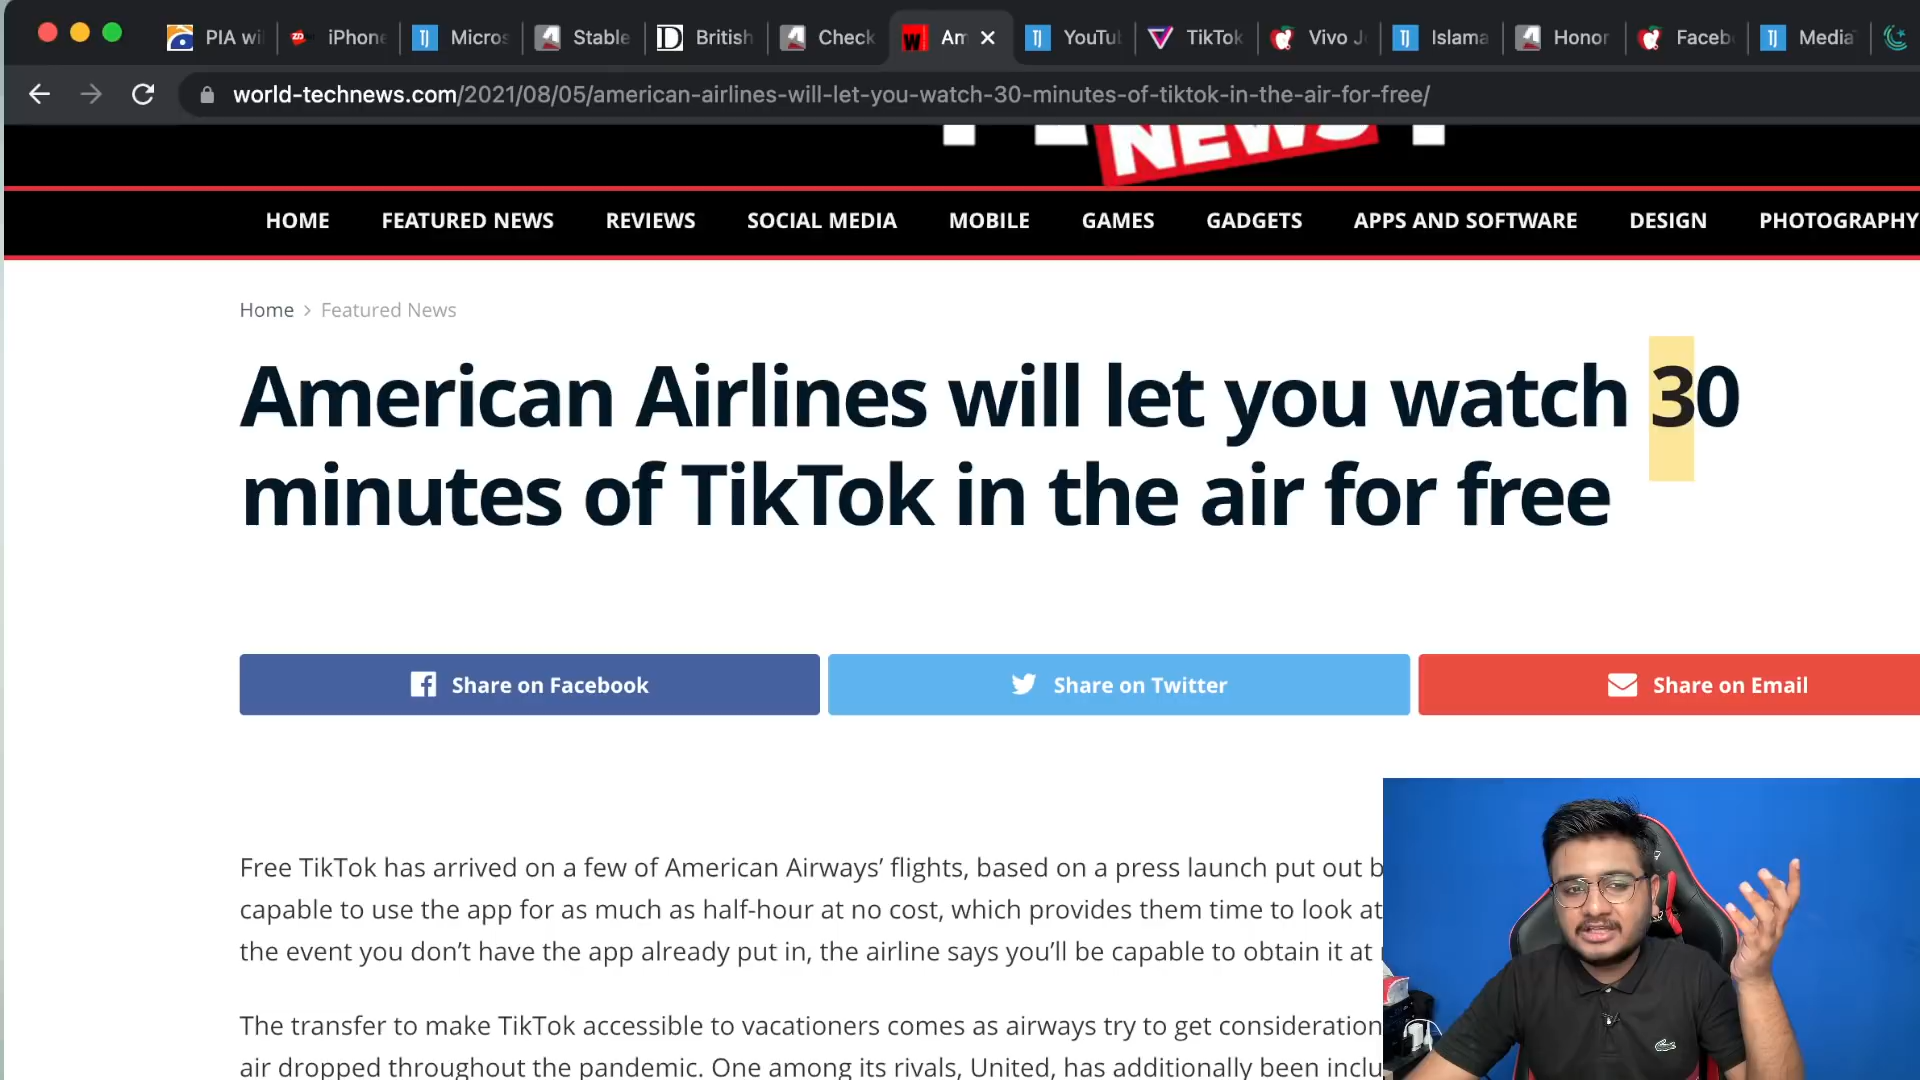 PIA wi
iPhone
Micros
Stable
British
Check
Am
YouTu
TikTok
Vivo J
Islama
Honor
Faceb
Media
world-technews.com/2021/08/05/american-airlines-will-let-you-watch-30-minutes-of-tiktok-in-the-air-for-free/
NEWS
HOME FEATURED NEWS REVIEWS SOCIAL MEDIA MOBILE GAMES GADGETS APPS AND SOFTWARE DESIGN PHOTOGRAPHY
Home > Featured News
American Airlines will let you watch 30
minutes of TikTok in the air for free
Share on Facebook
Share on Twitter
Share on Email
Free TikTok has arrived on a few of American Airways’ flights, based on a press launch put out b
capable to use the app for as much as half-hour at no cost, which provides them time to look at
the event you don’t have the app already put in, the airline says you’ll be capable to obtain it at
The transfer to make TikTok accessible to vacationers comes as airways try to get consideration
air dropped throughout the pandemic. One among its rivals, United, has additionally been inclu